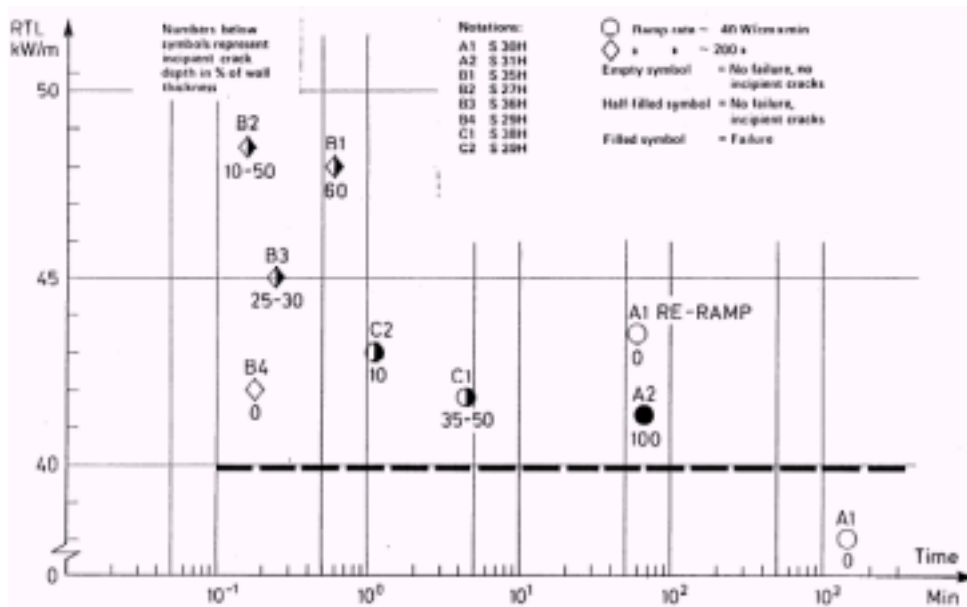 RTL
kW/m
Numbers below
symbols represent
incipient crack
depth in % of wall
thickness
Notations:
A1 S 30H
A2 S 31H
B1 S 35H
B2 S 27H
B3 S 36H
B4 S 29H
C1 S 38H
C2 S 39H
Ramp rate ~ 40 W/cm x min
" " ~ 200 "
Empty symbol = No failure, no
incipient cracks
Half filled symbol = No failure,
incipient cracks
Filled symbol = Failure
50
B2
10-50
B1
60
45
B3
25-30
A1 RE-RAMP
0
C2
10
B4
0
C1
35-50
A2
100
40
A1
0
0
10⁻¹
10⁰
10¹
10²
10³
Time
Min